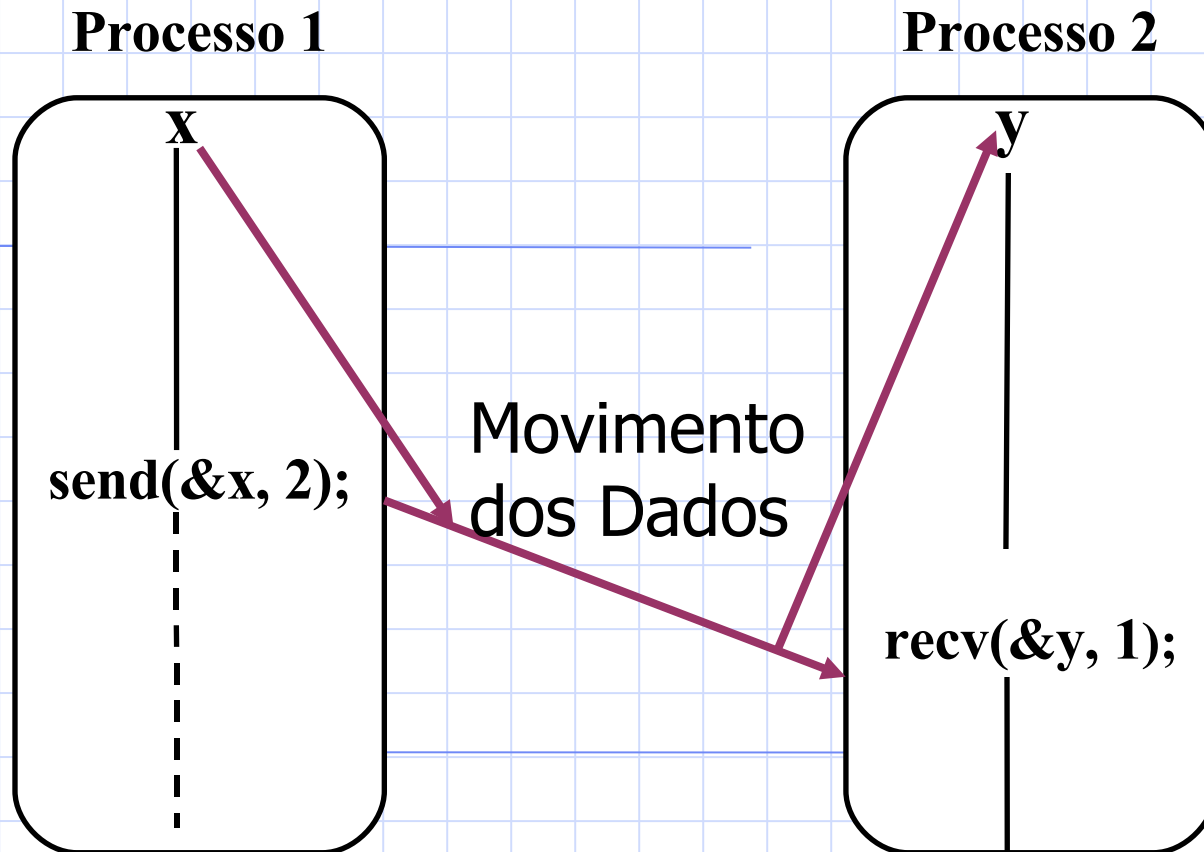 Processo 1
Processo 2
x
y
Movimento
dos Dados
send(&x, 2);
recv(&y, 1);